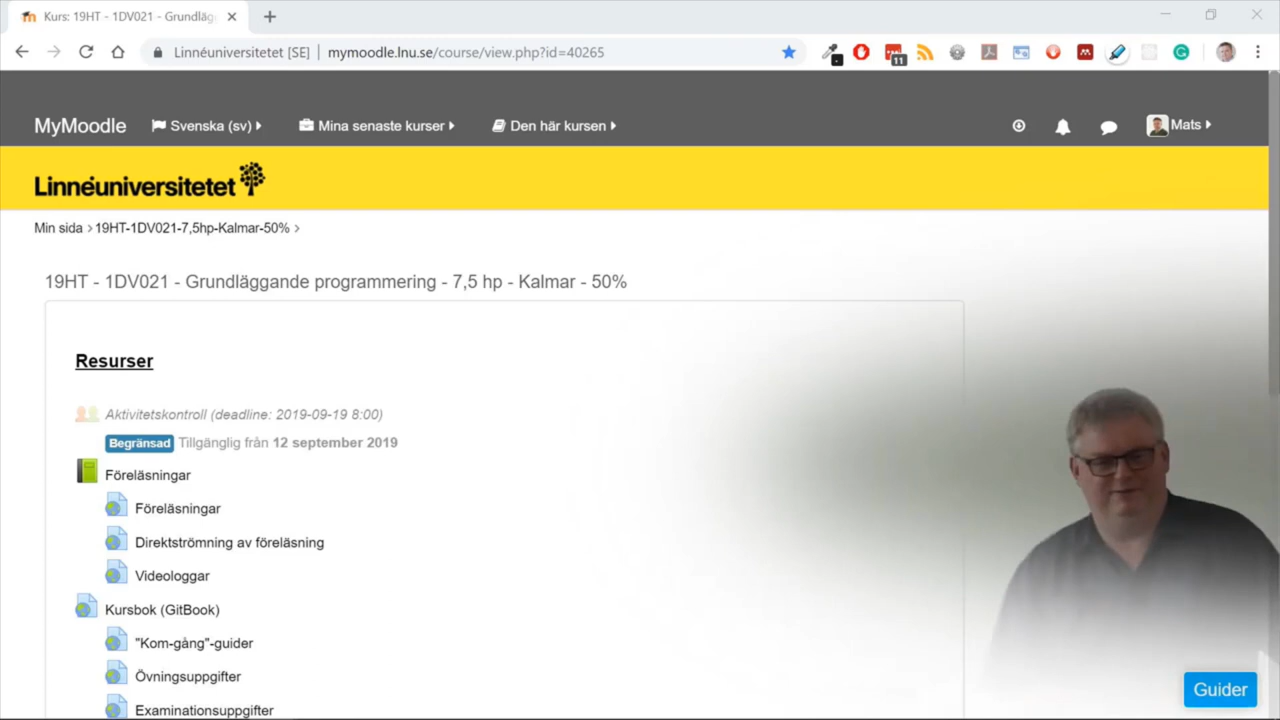 Kurs: 19HT - 1DV021 - Grundläg
Linnéuniversitetet [SE] | mymoodle.lnu.se/course/view.php?id=40265
11
MyMoodle Svenska (sv) Mina senaste kurser Den här kursen Mats
Linnéuniversitetet
Min sida > 19HT-1DV021-7,5hp-Kalmar-50% >
19HT - 1DV021 - Grundläggande programmering - 7,5 hp - Kalmar - 50%
Resurser
Aktivitetskontroll (deadline: 2019-09-19 8:00)
Begränsad Tillgänglig från 12 september 2019
Föreläsningar
Föreläsningar
Direktströmning av föreläsning
Videologgar
Kursbok (GitBook)
"Kom-gång"-guider
Övningsuppgifter
Examinationsuppgifter
Guider